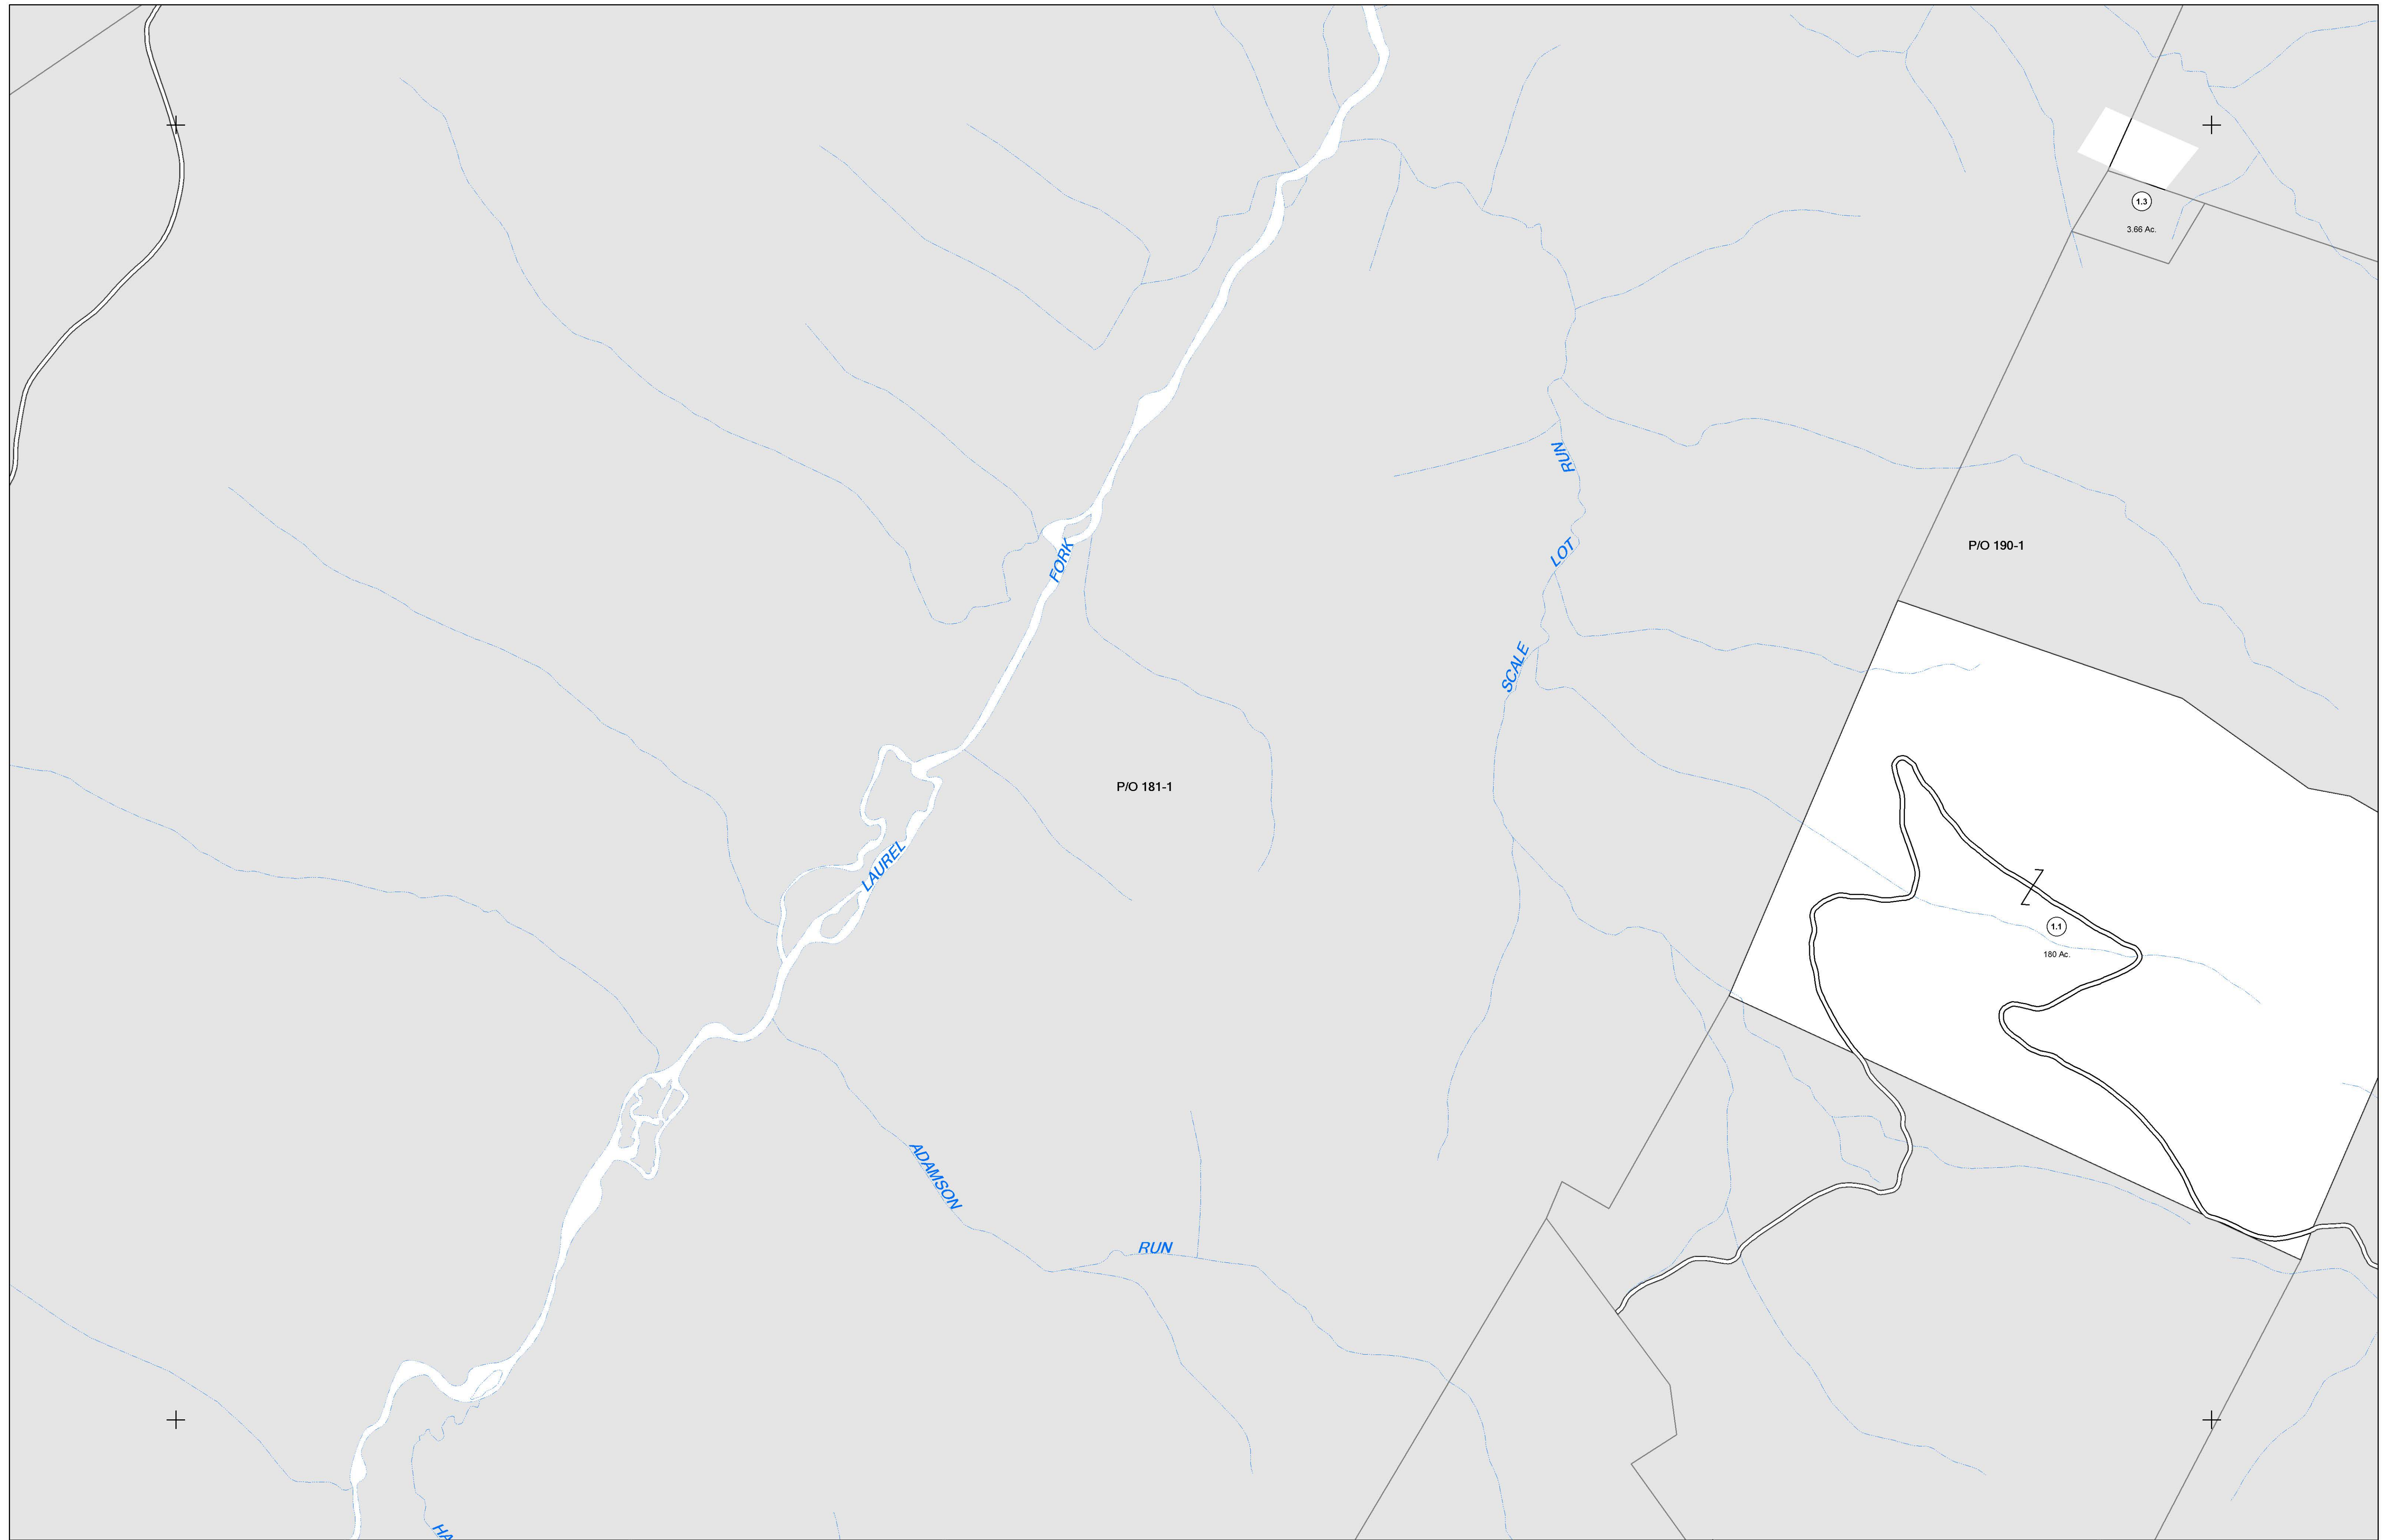 1.3
3.66 Ac.
RUN
LOT
P/O 190-1
FORK
SCALE
P/O 181-1
LAUREL
1.1
180 Ac.
ADAMSON
RUN
HA